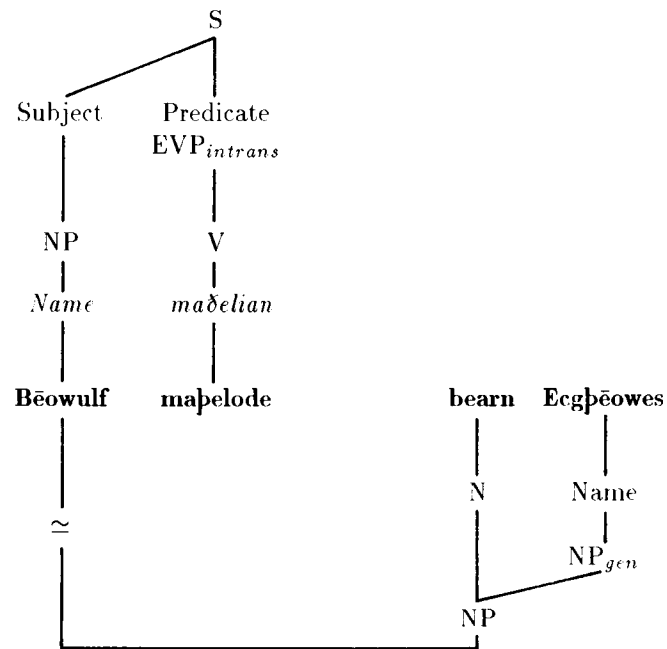 S
Subject Predicate
EVP_intrans
NP V
Name maðelian
Bēowulf maþelode bearn Ecgþēowes
N Name
≃
NP_gen
NP